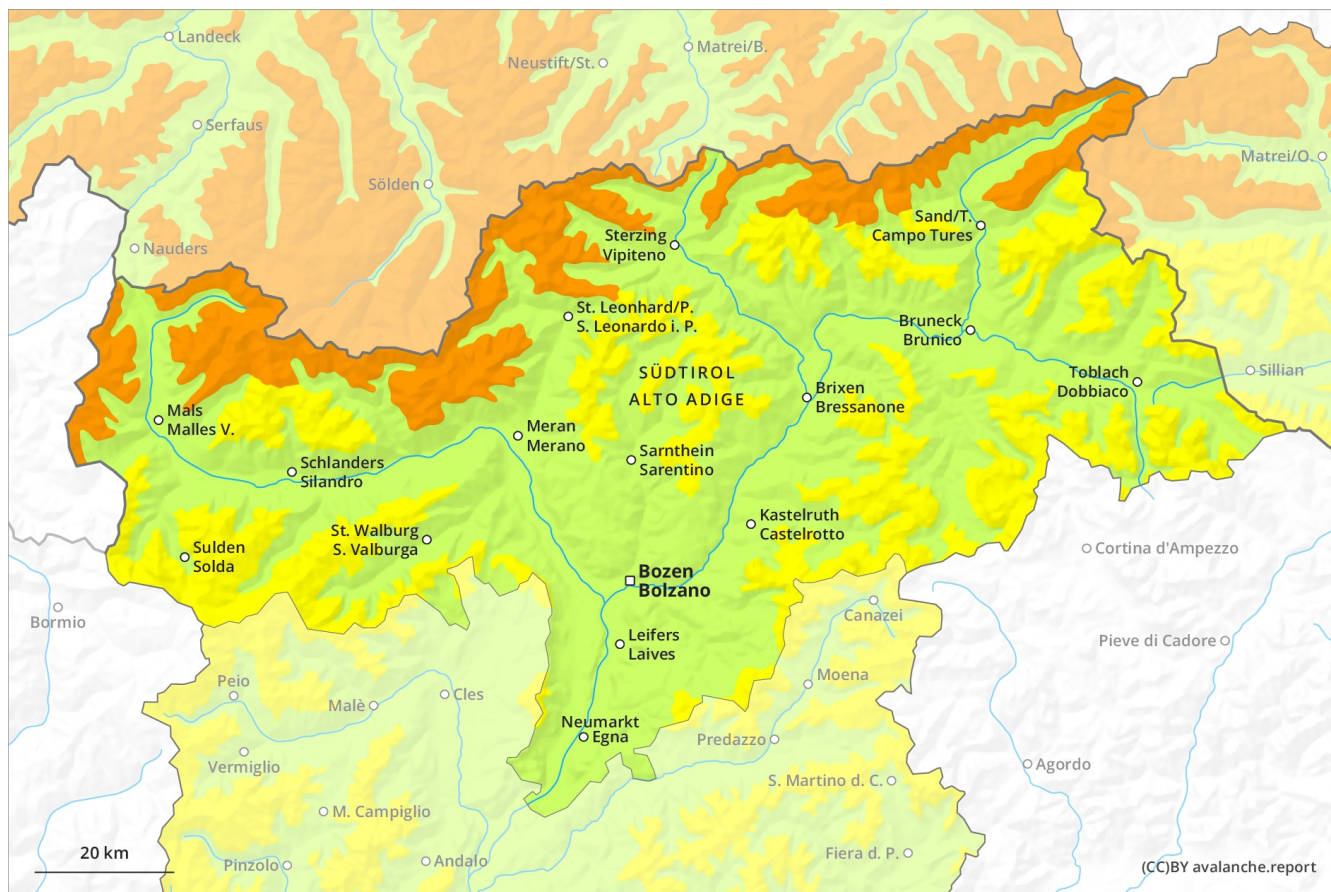 Landeck
Matrei/B.
Neustift/St.
Serfaus
Matrei/O.
Sölden
Sand/T.
Campo Tures
Sterzing
Vipiteno
Nauders
St. Leonhard/P.
S. Leonardo i. P.
Bruneck
Brunico
SÜDTIROL
ALTO ADIGE
Toblach
Dobbiaco
Sillian
Brixen
Bressanone
Mals
Malles V.
Meran
Merano
Sarnthein
Sarentino
Schlanders
Silandro
Kastelruth
Castelrotto
St. Walburg
S. Valburga
Sulden
Solda
Cortina d'Ampezzo
Bozen
Bolzano
Bormio
Canazei
Leifers
Laives
Pieve di Cadore
Moena
Peio
Malè
Cles
Neumarkt
Egna
Predazzo
Vermiglio
Agordo
S. Martino d. C.
M. Campiglio
20 km
Andalo
Fiera d. P.
Pinzolo
(CC)BY avalanche.report